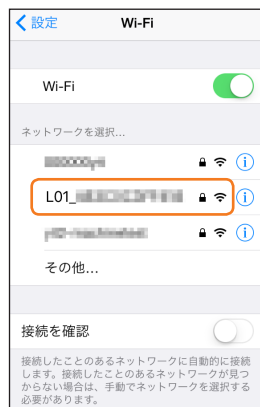 設定 Wi-Fi
Wi-Fi
ネットワークを選択...
L01_
その他...
接続を確認
接続したことのあるネットワークに自動的に接続
します。接続したことのあるネットワークが見つ
からない場合は、手動でネットワークを選択する
必要があります。